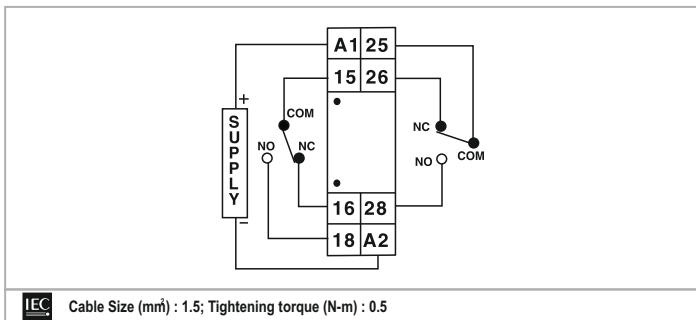 A1 25
15 26
+
COM
SUPPLY
NO NC
NC
NO COM
16 28
18 A2
–
IEC Cable Size (mm²) : 1.5; Tightening torque (N-m) : 0.5